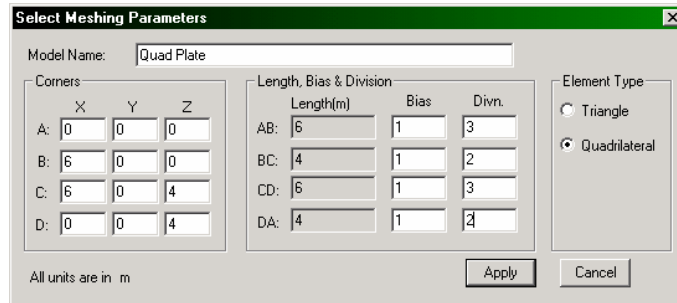 Select Meshing Parameters
Model Name: Quad Plate
Corners
X Y Z
A: 0 0 0
B: 6 0 0
C: 6 0 4
D: 0 0 4
Length, Bias & Division
Length(m) Bias Divn.
AB: 6 1 3
BC: 4 1 2
CD: 6 1 3
DA: 4 1 2
Element Type
Triangle
Quadrilateral
All units are in m
Apply
Cancel